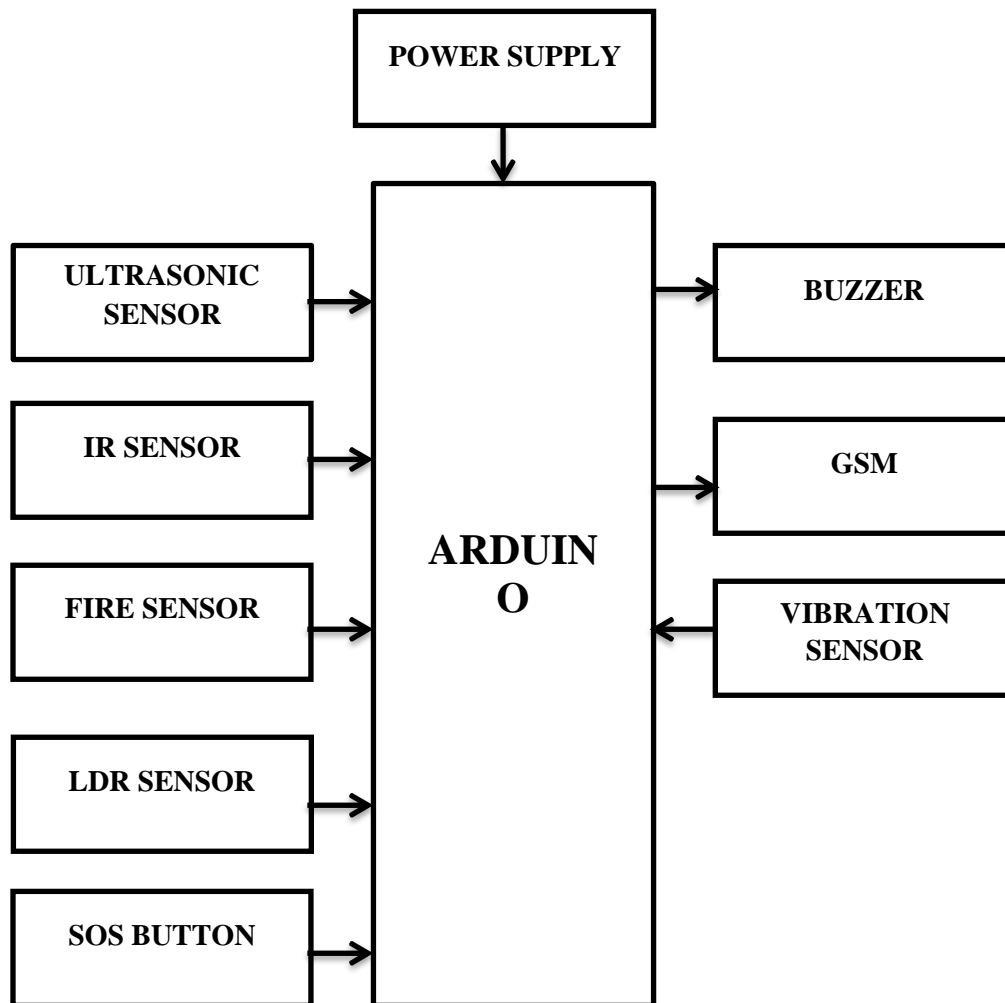 POWER SUPPLY
ULTRASONIC
SENSOR
IR SENSOR
FIRE SENSOR
LDR SENSOR
SOS BUTTON
ARDUIN
O
BUZZER
GSM
VIBRATION
SENSOR